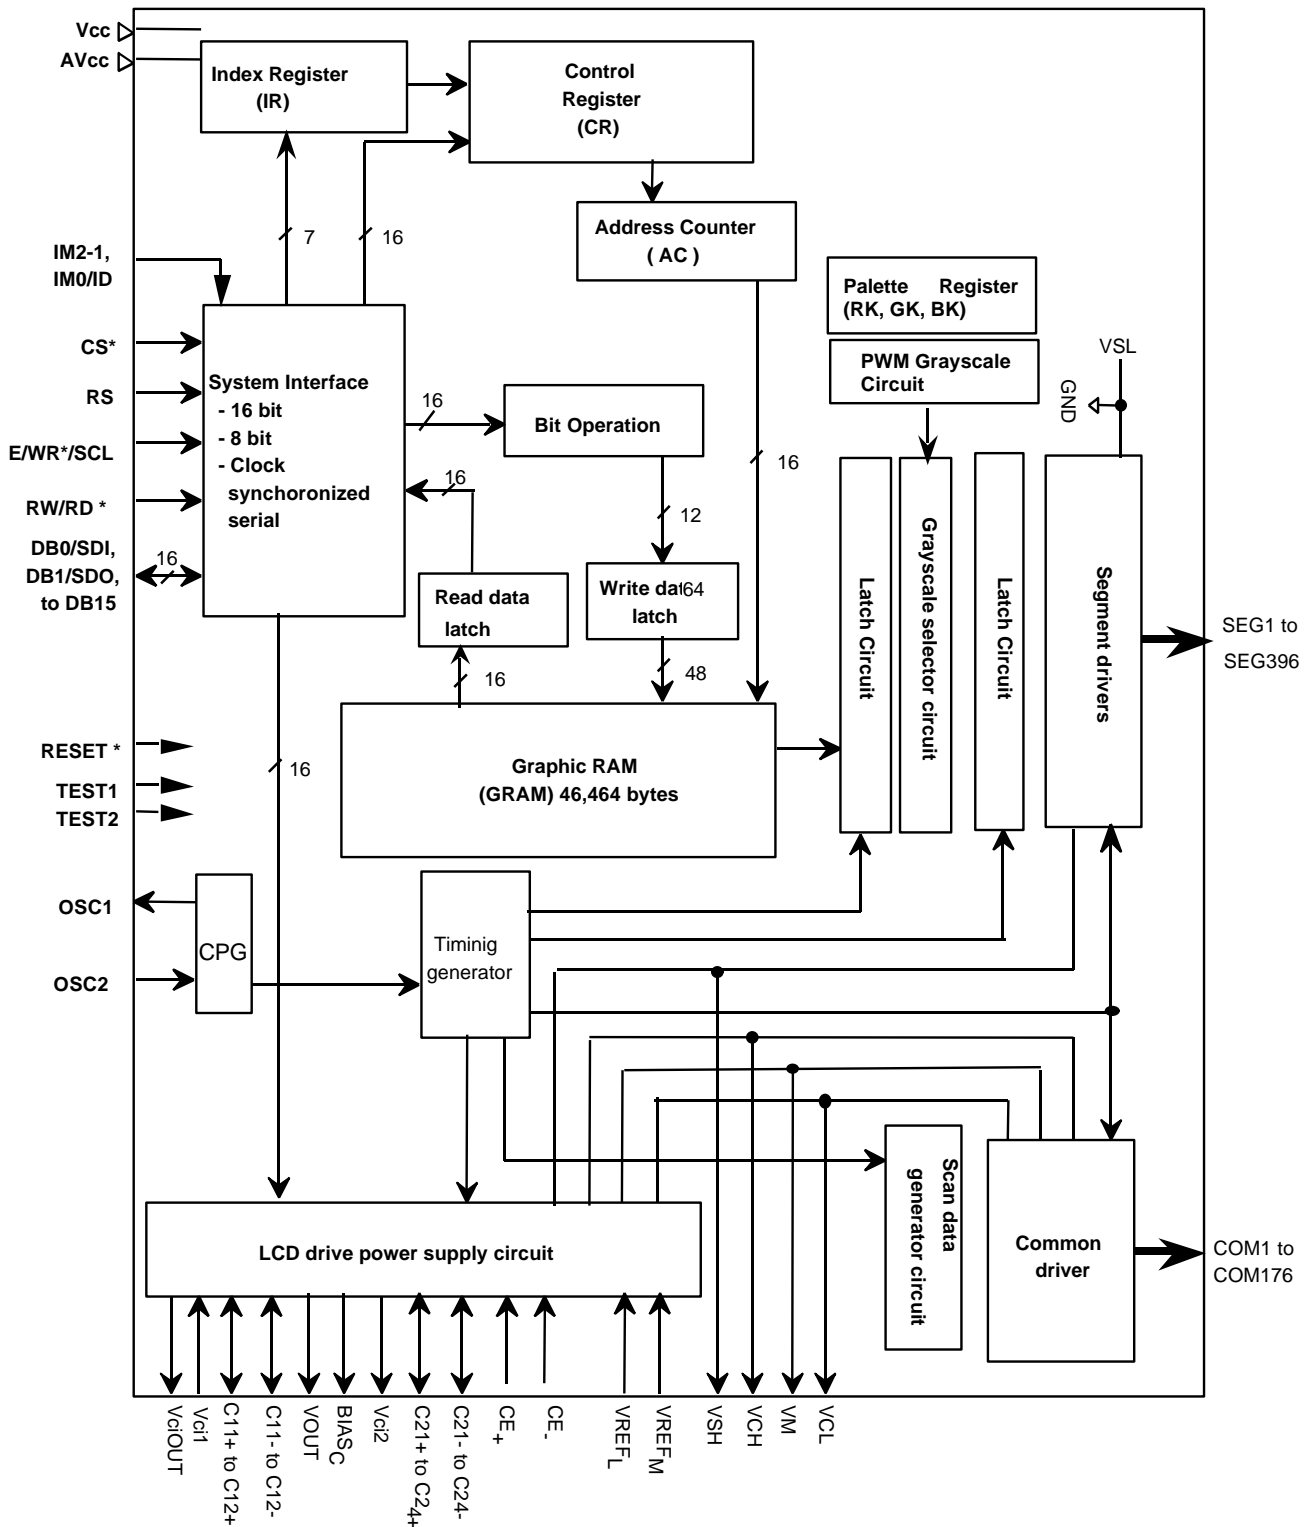 Vcc
AVcc
Index Register
(IR)
Control
Register
(CR)
Address Counter
( AC )
7
16
IM2-1,
IM0/ID
CS*
RS
E/WR*/SCL
RW/RD *
DB0/SDI,
DB1/SDO,
to DB15
16
System Interface
- 16 bit
- 8 bit
- Clock
synchoronized
serial
16
Bit Operation
16
12
16
Palette Register
(RK, GK, BK)
PWM Grayscale
Circuit
VSL
GND
Read data
latch
Write dat64
latch
16
48
Latch Circuit
Grayscale selector circuit
Latch Circuit
Segment drivers
SEG1 to
SEG396
RESET *
TEST1
TEST2
16
Graphic RAM
(GRAM) 46,464 bytes
OSC1
OSC2
CPG
Timinig
generator
LCD drive power supply circuit
Scan data
generator circuit
Common
driver
COM1 to
COM176
VciOUT
Vci1
C11+ to C12+
C11- to C12-
VOUT
BIASC
Vci2
C21+ to C24+
C21- to C24-
CE+
CE-
VREFL
VREFM
VSH
VCH
VM
VCL